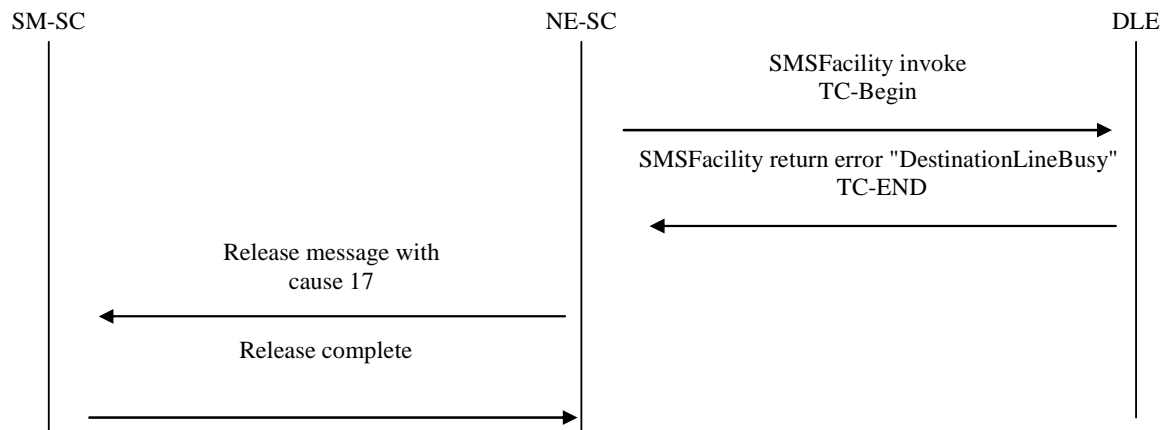 SM-SC
NE-SC
DLE
SMSFacility invoke
TC-Begin
SMSFacility return error "DestinationLineBusy"
TC-END
Release message with
cause 17
Release complete